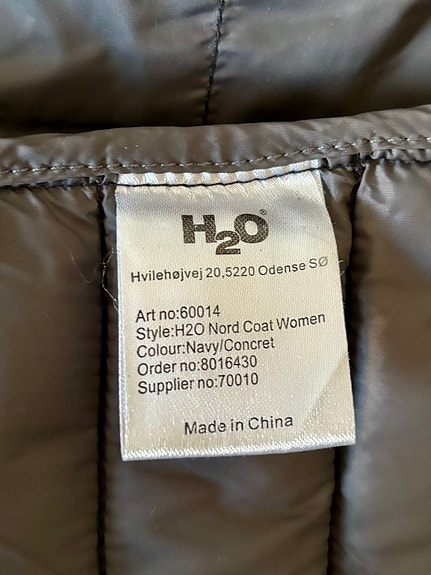 H2O®
Hvilehøjvej 20,5220 Odense SØ
Art no:60014
Style:H2O Nord Coat Women
Colour:Navy/Concret
Order no:8016430
Supplier no:70010
Made in China